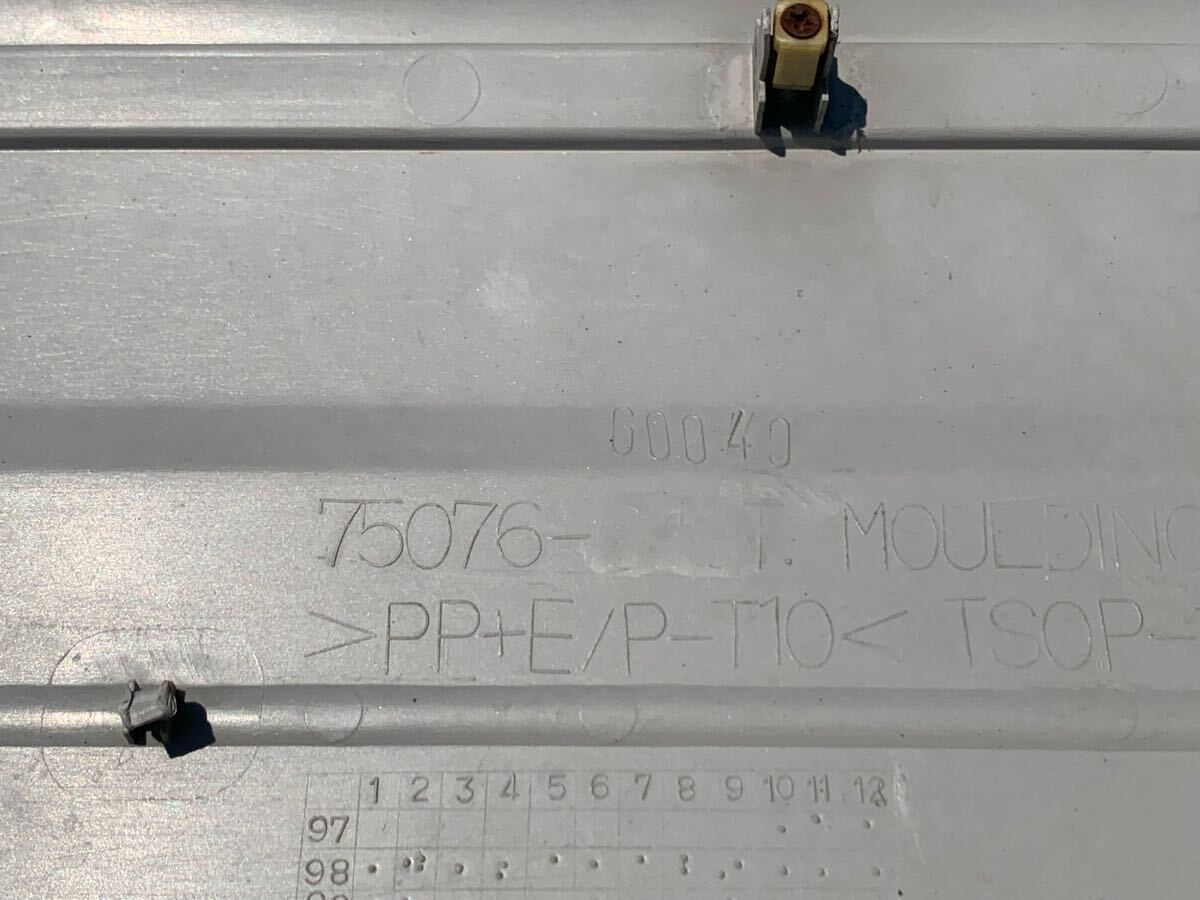 60040
75076- T. MOULDING
>PP+E/P-T10< TSOP-
1 2 3 4 5 6 7 8 9 10 11 12
97
98